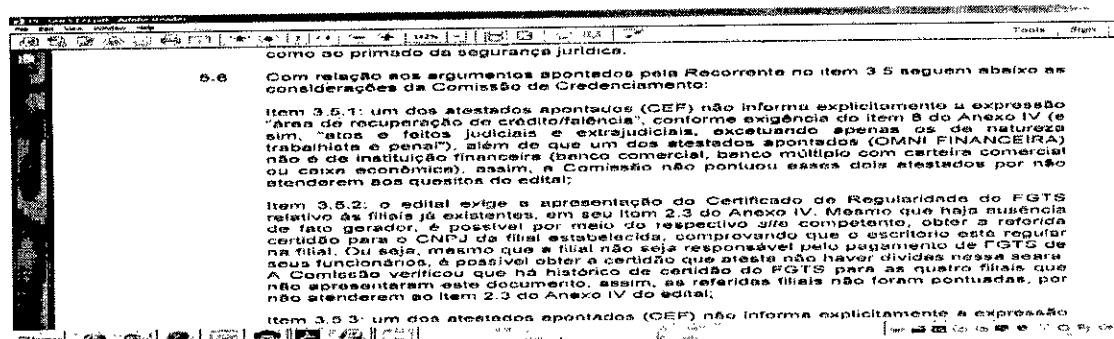 Tools Sign
como ao primado da segurança jurídica.
5.6 Com relação aos argumentos apontados pela Recorrente no item 3.5 seguem abaixo as
considerações da Comissão de Credenciamento:
Item 3.5.1: um dos atestados apontados (CEF) não informa explicitamente a expressão
"área de recuperação de crédito/falência", conforme exigência do item 8 do Anexo IV (e
sim, "atos e feitos judiciais e extrajudiciais, excetuando apenas os de natureza
trabalhista e penal"), além de que um dos atestados apontados (OMNI FINANCEIRA)
não é de instituição financeira (banco comercial, banco múltiplo com carteira comercial
ou caixa econômica), assim, a Comissão não pontuou esses dois atestados por não
atenderem aos quesitos do edital;
Item 3.5.2: o edital exige a apresentação do Certificado de Regularidade do FGTS
relativo às filiais já existentes, em seu item 2.3 do Anexo IV. Mesmo que haja ausência
de fato gerador, é possível por meio do respectivo site competente, obter a referida
certidão para o CNPJ da filial estabelecida, comprovando que o escritório está regular
na filial. Ou seja, mesmo que a filial não seja responsável pelo pagamento de FGTS de
seus funcionários, é possível obter a certidão que atesta não haver dívidas nessa seara.
A Comissão verificou que há histórico de certidão do FGTS para as quatro filiais que
não apresentaram este documento, assim, as referidas filiais não foram pontuadas, por
não atenderem ao item 2.3 do Anexo IV do edital;
Item 3.5.3: um dos atestados apontados (CEF) não informa explicitamente a expressão